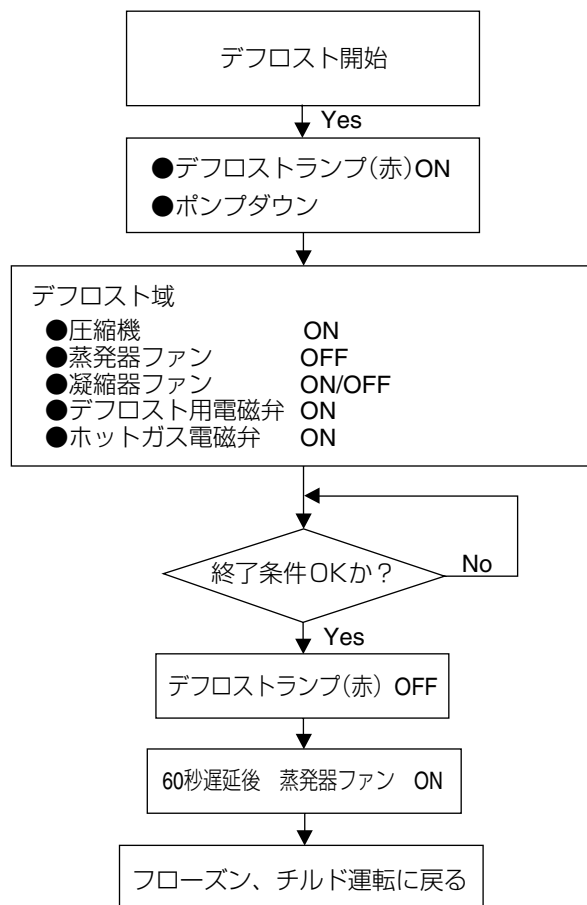 デフロスト開始
Yes
●デフロストランプ(赤)ON
●ポンプダウン
デフロスト域
●圧縮機 ON
●蒸発器ファン OFF
●凝縮器ファン ON/OFF
●デフロスト用電磁弁 ON
●ホットガス電磁弁 ON
終了条件OKか？
No
Yes
デフロストランプ(赤) OFF
60秒遅延後 蒸発器ファン ON
フローズン、チルド運転に戻る